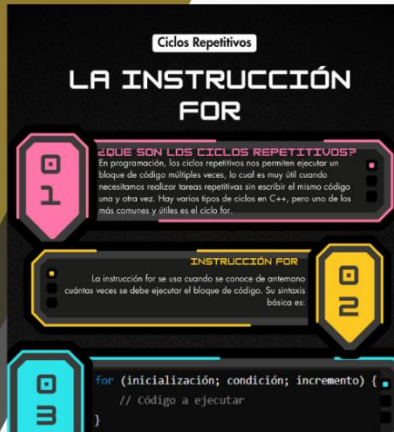 Ciclos Repetitivos
LA INSTRUCCIÓN
FOR
01
¿QUE SON LOS CICLOS REPETITIVOS?
En programación, los ciclos repetitivos nos permiten ejecutar un
bloque de código múltiples veces, lo cual es muy útil cuando
necesitamos realizar tareas repetitivas sin escribir el mismo código
una y otra vez. Hay varios tipos de ciclos en C++, pero uno de los
más comunes y útiles es el ciclo for.
INSTRUCCIÓN FOR
La instrucción for se usa cuando se conoce de antemano
cuántas veces se debe ejecutar el bloque de código. Su sintaxis
básica es:
02
03
for (inicialización; condición; incremento) {
// Código a ejecutar
}